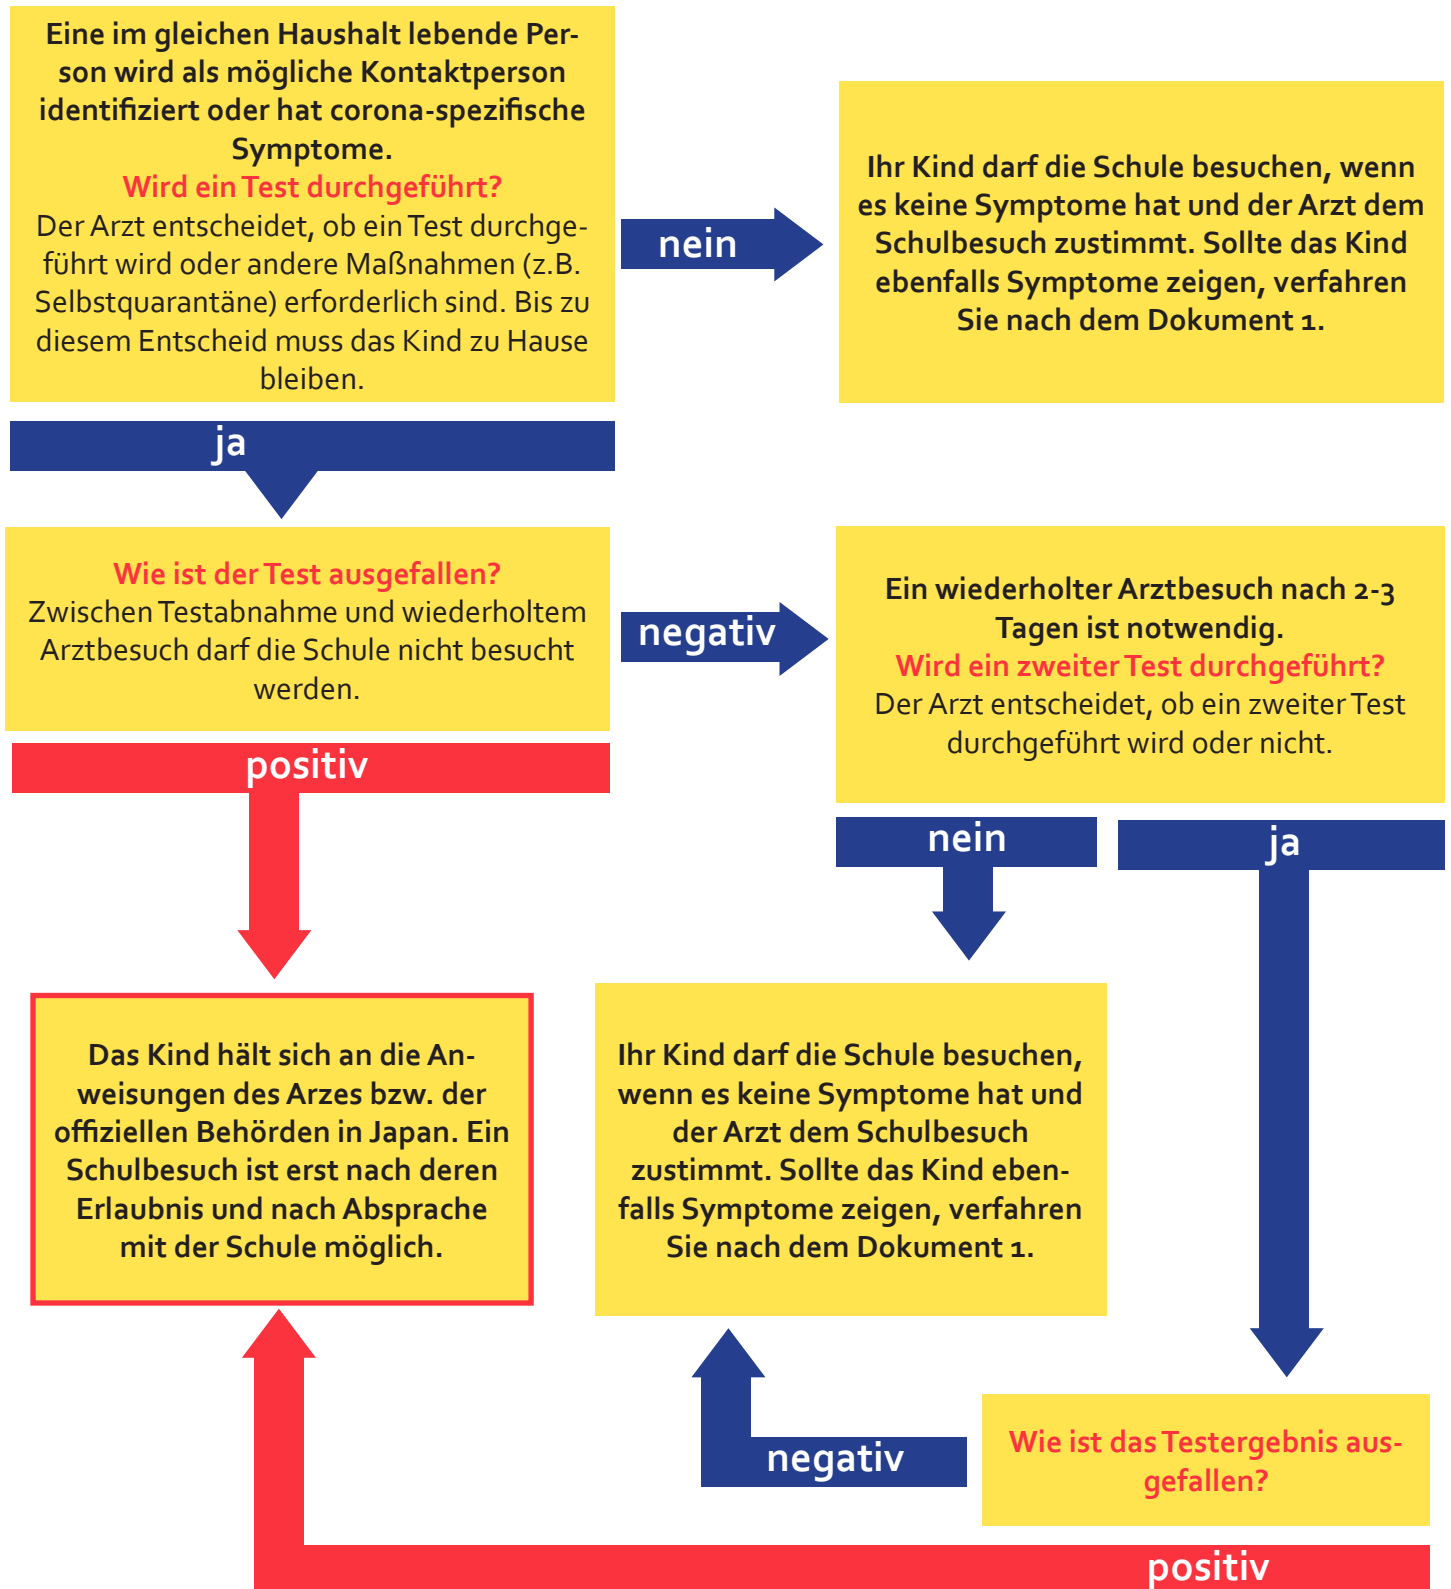 Eine im gleichen Haushalt lebende Per-
son wird als mögliche Kontaktperson
identifiziert oder hat corona-spezifische
Symptome.
Wird ein Test durchgeführt?
Der Arzt entscheidet, ob ein Test durchge-
führt wird oder andere Maßnahmen (z.B.
Selbstquarantäne) erforderlich sind. Bis zu
diesem Entscheid muss das Kind zu Hause
bleiben.
nein
Ihr Kind darf die Schule besuchen, wenn
es keine Symptome hat und der Arzt dem
Schulbesuch zustimmt. Sollte das Kind
ebenfalls Symptome zeigen, verfahren
Sie nach dem Dokument 1.
ja
Wie ist der Test ausgefallen?
Zwischen Testabnahme und wiederholtem
Arztbesuch darf die Schule nicht besucht
werden.
negativ
Ein wiederholter Arztbesuch nach 2-3
Tagen ist notwendig.
Wird ein zweiter Test durchgeführt?
Der Arzt entscheidet, ob ein zweiter Test
durchgeführt wird oder nicht.
positiv
nein
ja
Das Kind hält sich an die An-
weisungen des Arzes bzw. der
offiziellen Behörden in Japan. Ein
Schulbesuch ist erst nach deren
Erlaubnis und nach Absprache
mit der Schule möglich.
Ihr Kind darf die Schule besuchen,
wenn es keine Symptome hat und
der Arzt dem Schulbesuch
zustimmt. Sollte das Kind eben-
falls Symptome zeigen, verfahren
Sie nach dem Dokument 1.
negativ
Wie ist das Testergebnis aus-
gefallen?
positiv